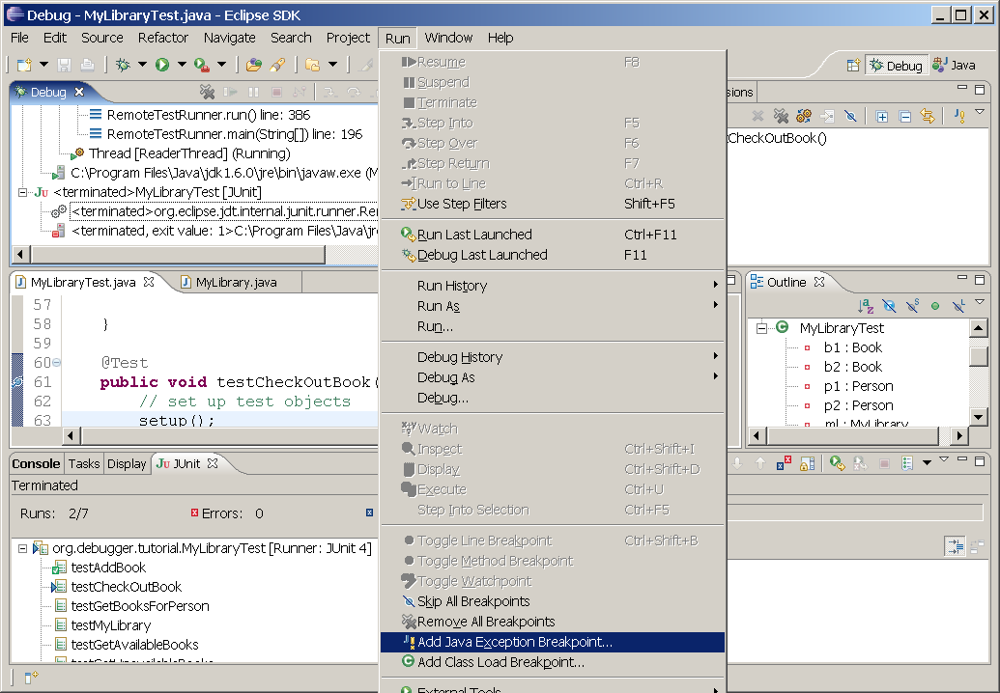 Debug - MyLibraryTest.java - Eclipse SDK
File Edit Source Refactor Navigate Search Project Run Window Help
Debug Java
Debug
RemoteTestRunner.run() line: 386
RemoteTestRunner.main(String[]) line: 196
Thread [ReaderThread] (Running)
C:\Program Files\Java\jdk1.6.0\jre\bin\javaw.exe (M
<terminated>MyLibraryTest [JUnit]
<terminated>org.eclipse.jdt.internal.junit.runner.Re
<terminated, exit value: 1>C:\Program Files\Java\jre
Resume F8
Suspend
Terminate
Step Into F5
Step Over F6
Step Return F7
Run to Line Ctrl+R
Use Step Filters Shift+F5
Run Last Launched Ctrl+F11
Debug Last Launched F11
Run History
Run As
Run...
Debug History
Debug As
Debug...
Watch
Inspect Ctrl+Shift+I
Display Ctrl+Shift+D
Execute Ctrl+U
Step Into Selection Ctrl+F5
Toggle Line Breakpoint Ctrl+Shift+B
Toggle Method Breakpoint
Toggle Watchpoint
Skip All Breakpoints
Remove All Breakpoints
Add Java Exception Breakpoint...
Add Class Load Breakpoint...
External Tools
sions
tCheckOutBook()
MyLibraryTest.java MyLibrary.java
57
58 }
59
60 @Test
61 public void testCheckOutBook(
62 // set up test objects
63 setup();
Outline
MyLibraryTest
b1 : Book
b2 : Book
p1 : Person
p2 : Person
ml : MyLibrary
Console Tasks Display JUnit
Terminated
Runs: 2/7 Errors: 0
org.debugger.tutorial.MyLibraryTest [Runner: JUnit 4]
testAddBook
testCheckOutBook
testGetBooksForPerson
testMyLibrary
testGetAvailableBooks
testGetUnavailableBooks